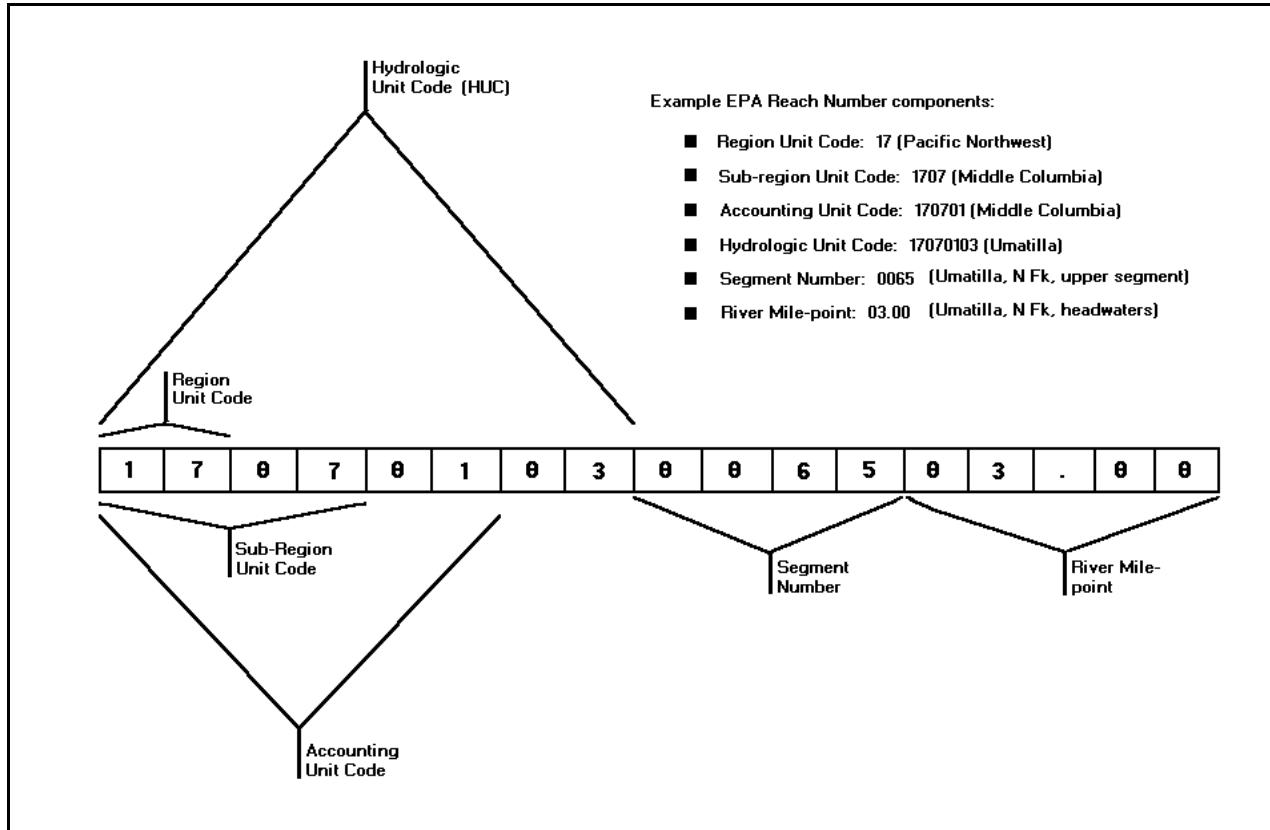 Hydrologic
Unit Code (HUC)
Example EPA Reach Number components:
■ Region Unit Code: 17 (Pacific Northwest)
■ Sub-region Unit Code: 1707 (Middle Columbia)
■ Accounting Unit Code: 170701 (Middle Columbia)
■ Hydrologic Unit Code: 17070103 (Umatilla)
■ Segment Number: 0065 (Umatilla, N Fk, upper segment)
■ River Mile-point: 03.00 (Umatilla, N Fk, headwaters)
Region
Unit Code
1 7 0 7 0 1 0 3 0 0 6 5 0 3 . 0 0
Sub-Region
Unit Code
Segment
Number
River Mile-
point
Accounting
Unit Code